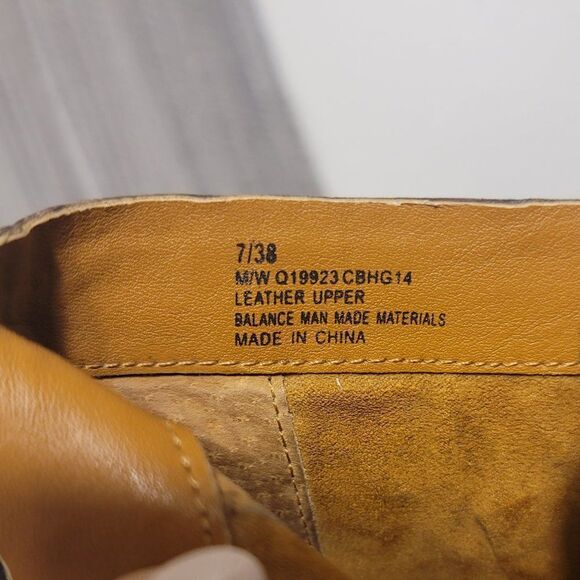 7/38
M/W Q19923 CBHG14
LEATHER UPPER
BALANCE MAN MADE MATERIALS
MADE IN CHINA